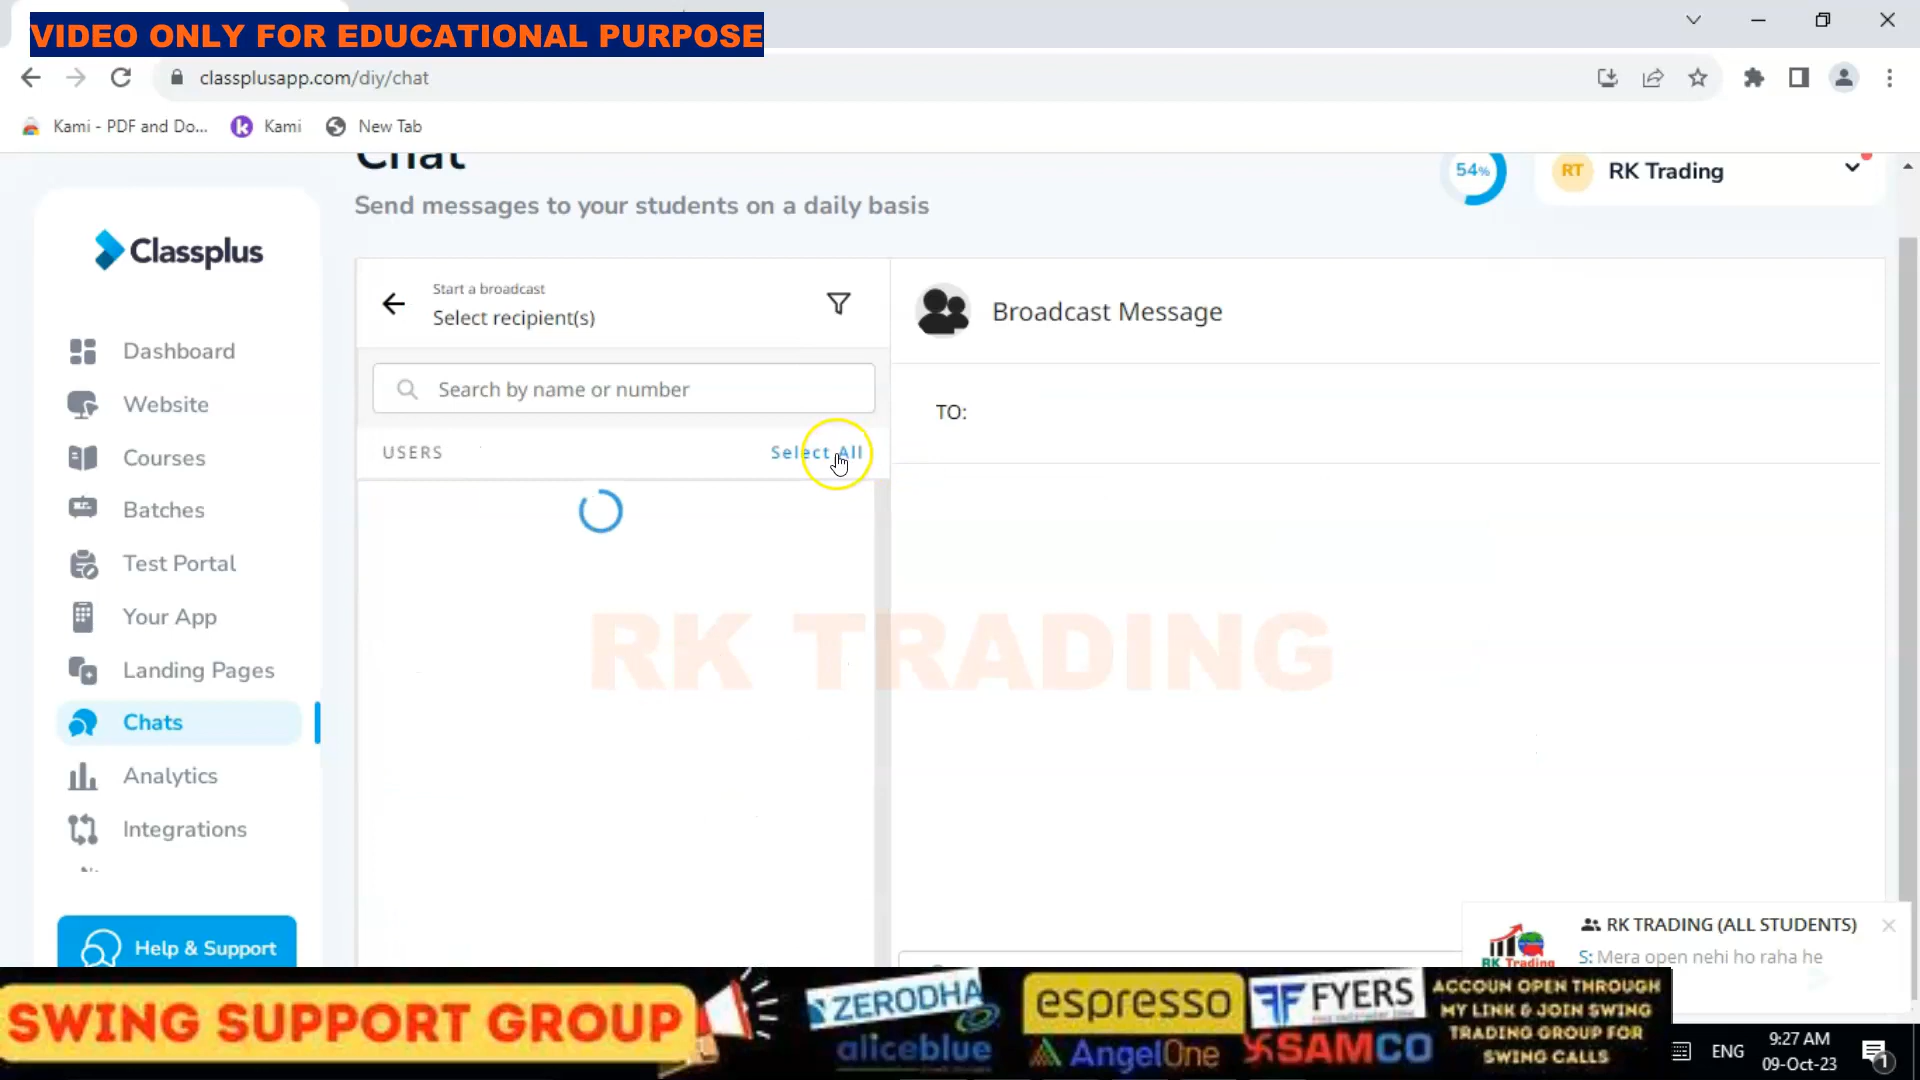 VIDEO ONLY FOR EDUCATIONAL PURPOSE
classplusapp.com/diy/chat
Kami - PDF and Do...
Kami
New Tab
Chat
Send messages to your students on a daily basis
54%
RT
RK Trading
Classplus
Dashboard
Website
Courses
Batches
Test Portal
Your App
Landing Pages
Chats
Analytics
Integrations
Help & Support
Start a broadcast
Select recipient(s)
Search by name or number
USERS
Select All
Broadcast Message
TO:
RK TRADING
RK TRADING (ALL STUDENTS)
S: Mera open nehi ho raha he
RK Trading
SWING SUPPORT GROUP
ZERODHA
aliceblue
espresso
AngelOne
FYERS
SAMCO
ACCOUN OPEN THROUGH
MY LINK & JOIN SWING
TRADING GROUP FOR
SWING CALLS
ENG
9:27 AM
09-Oct-23
1